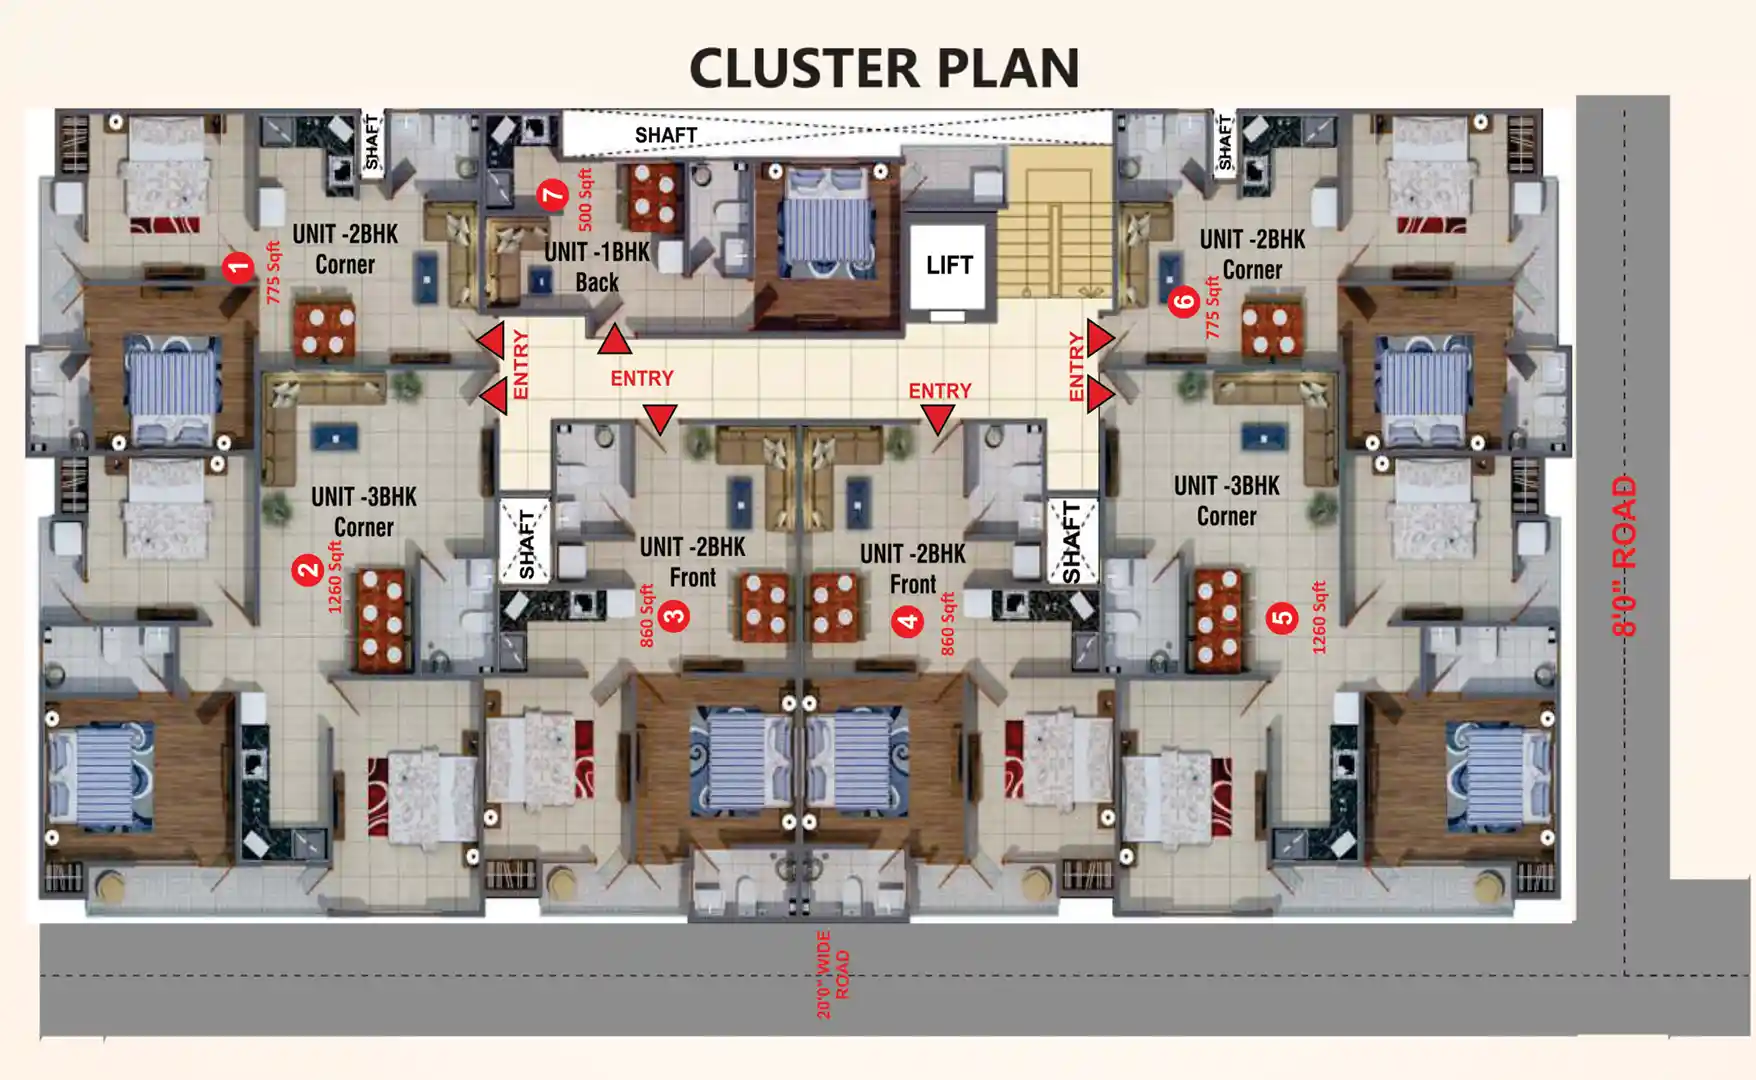 CLUSTER PLAN
SHAFT
SHAFT
SHAFT
7
500 Sqft
UNIT -2BHK
Corner
1
775 Sqft
UNIT -1BHK
Back
LIFT
UNIT -2BHK
Corner
6
775 Sqft
ENTRY
ENTRY
ENTRY
ENTRY
UNIT -3BHK
Corner
2
1260 Sqft
SHAFT
UNIT -2BHK
Front
3
860 Sqft
UNIT -2BHK
Front
4
860 Sqft
SHAFT
UNIT -3BHK
Corner
5
1260 Sqft
8'0" ROAD
20'0" WIDE
ROAD